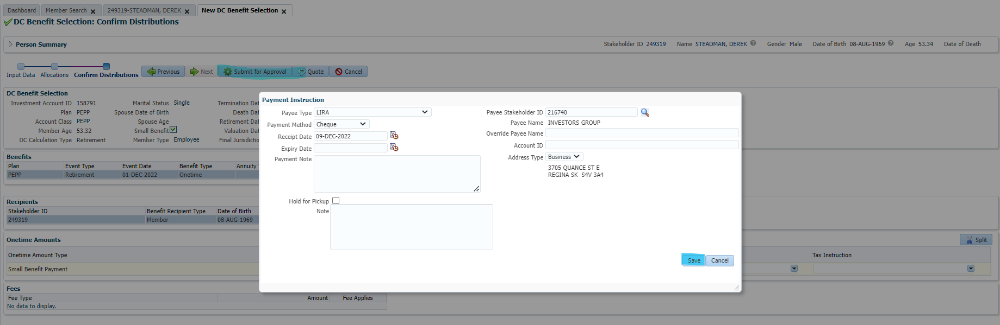 Dashboard Member Search 249319-STEADMAN, DEREK New DC Benefit Selection
DC Benefit Selection: Confirm Distributions
Person Summary Stakeholder ID 249319 Name STEADMAN, DEREK Gender Male Date of Birth 08-AUG-1969 Age 53.34 Date of Death
Input Data Allocations Confirm Distributions Previous Next Submit for Approval Quote Cancel
DC Benefit Selection
Investment Account ID 158791 Marital Status Single Termination Dat
Plan PEPP Spouse Date of Birth Death Dat
Account Class PEPP Spouse Age Retirement Dat
Member Age 53.32 Small Benefit Valuation Dat
DC Calculation Type Retirement Member Type Employee Final Jurisdictio
Benefits
Plan Event Type Event Date Benefit Type Annuity
PEPP Retirement 01-DEC-2022 Onetime
Recipients
Stakeholder ID Benefit Recipient Type Date of Birth
249319 Member 08-AUG-1969
Onetime Amounts Split
Onetime Amount Type Tax Instruction
Small Benefit Payment
Fees
Fee Type Amount Fee Applies
No data to display.
Payment Instruction
Payee Type LIRA Payee Stakeholder ID 216740
Payment Method Cheque Payee Name INVESTORS GROUP
Receipt Date 09-DEC-2022 Override Payee Name
Expiry Date Account ID
Payment Note Address Type Business
3705 QUANCE ST E
REGINA SK S4V 3A4
Hold for Pickup
Note
Save Cancel